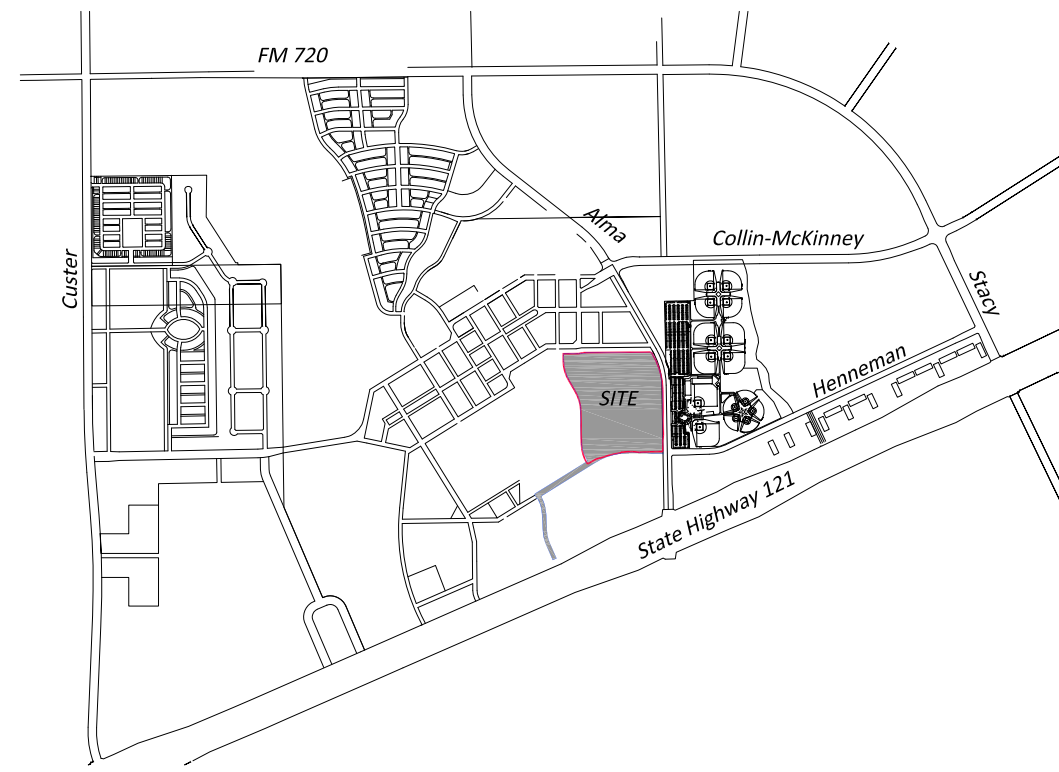 FM 720
Alma
Collin-McKinney
Custer
Stacy
Henneman
SITE
State Highway 121